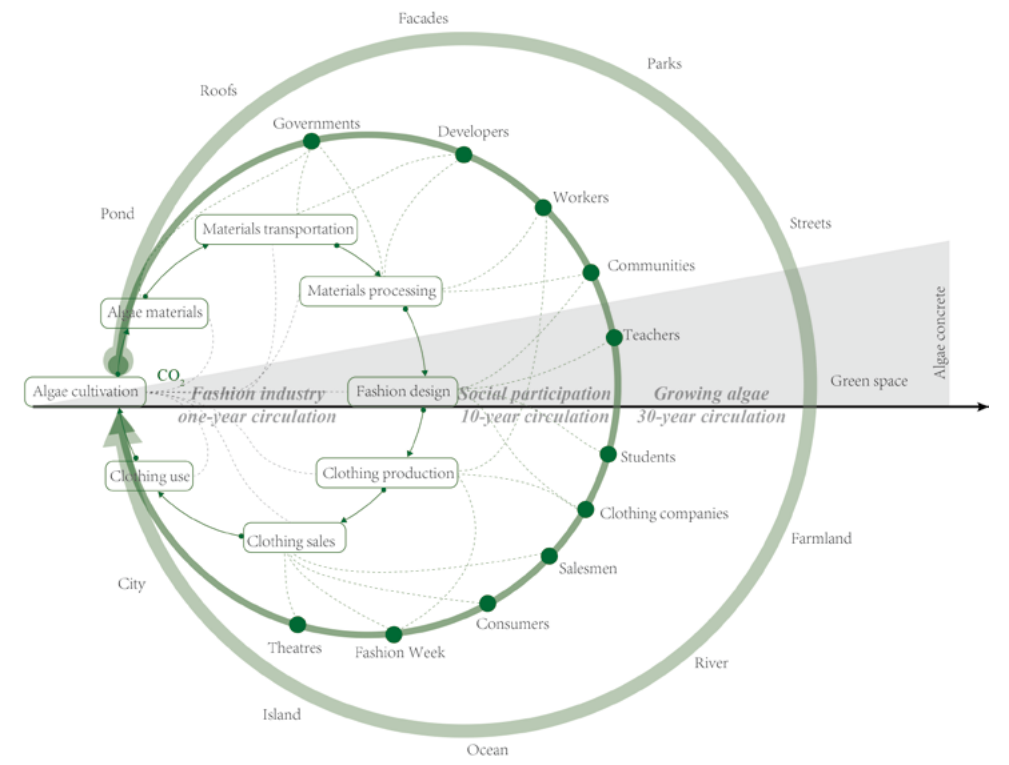 Facades
Parks
Roofs
Governments
Developers
Workers
Pond
Materials transportation
Streets
Communities
Materials processing
Algae materials
Teachers
Algae concrete
CO2
Green space
Algae cultivation
Fashion industry
Fashion design
Social participation
Growing algae
one-year circulation
10-year circulation
30-year circulation
Students
Clothing use
Clothing production
Clothing companies
Clothing sales
Farmland
Salesmen
City
Consumers
Theatres
Fashion Week
River
Island
Ocean